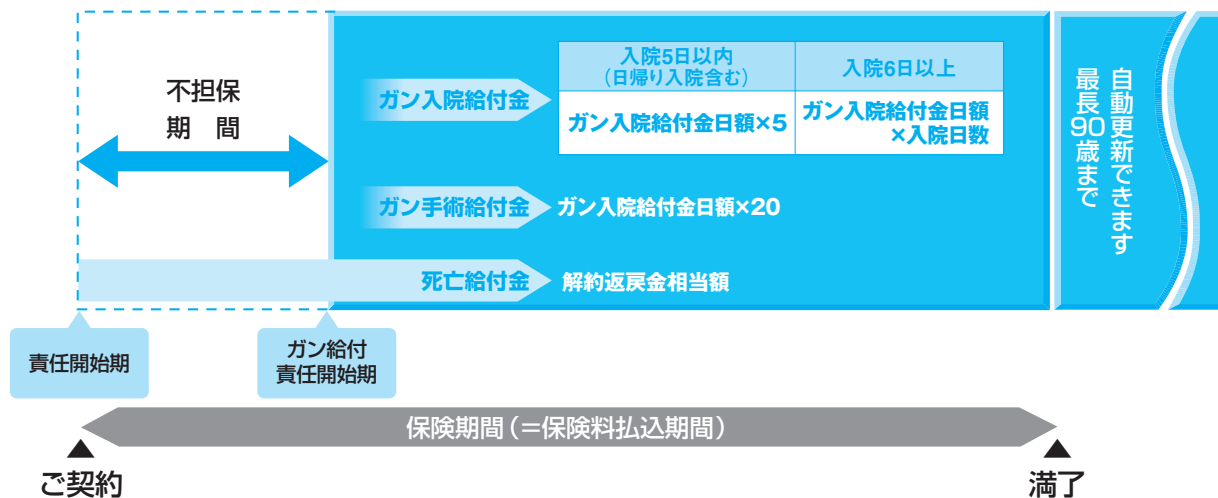 不担保
期 間
ガン入院給付金
入院5日以内
(日帰り入院含む)
入院6日以上
ガン入院給付金日額×5
ガン入院給付金日額
×入院日数
ガン手術給付金
ガン入院給付金日額×20
死亡給付金
解約返戻金相当額
自動更新できます
最長90歳まで
責任開始期
ガン給付
責任開始期
保険期間(=保険料払込期間)
ご契約
満了